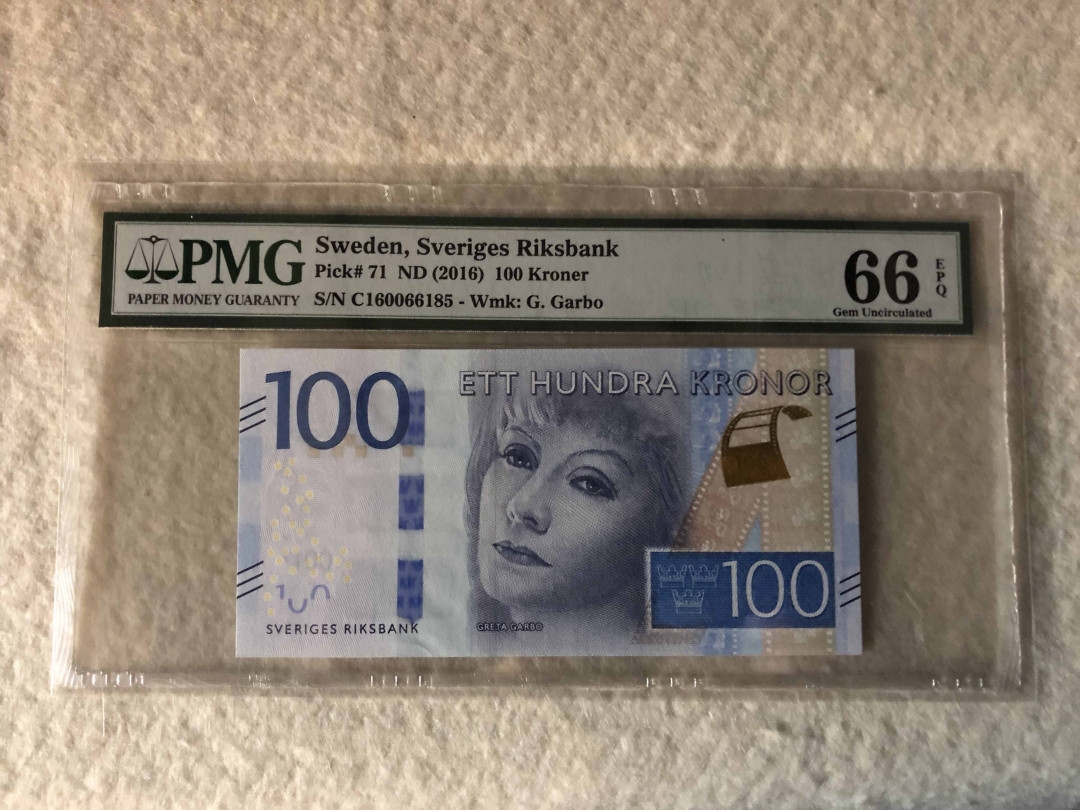 PMG
PAPER MONEY GUARANTY
Sweden, Sveriges Riksbank
Pick# 71 ND (2016) 100 Kroner
S/N C160066185 - Wmk: G. Garbo
66
EPQ
Gem Uncirculated
100
ETT HUNDRA KRONOR
100
SVERIGES RIKSBANK
GRETA GARBO
100